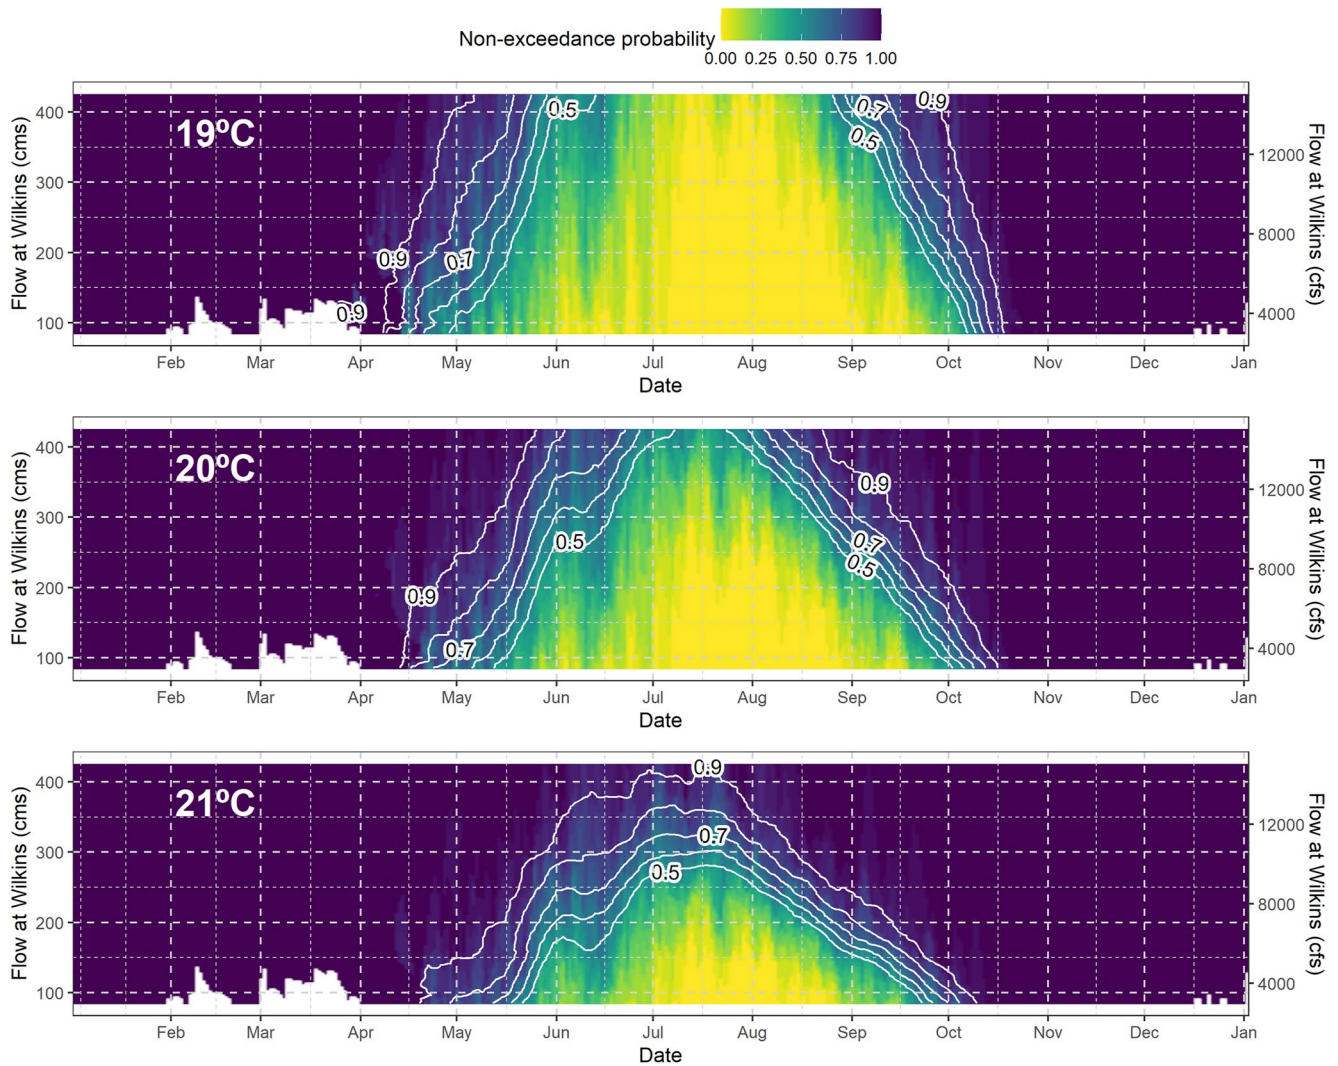 Non-exceedance probability
0.00 0.25 0.50 0.75 1.00
19ºC
Flow at Wilkins (cms)
400
300
200
100
0.9
0.9
0.7
0.5
0.7
0.5
0.9
12000
8000
4000
Flow at Wilkins (cfs)
Feb Mar Apr May Jun Jul Aug Sep Oct Nov Dec Jan
Date
20ºC
Flow at Wilkins (cms)
400
300
200
100
0.9
0.7
0.5
0.9
0.7
0.5
12000
8000
4000
Flow at Wilkins (cfs)
Feb Mar Apr May Jun Jul Aug Sep Oct Nov Dec Jan
Date
21ºC
Flow at Wilkins (cms)
400
300
200
100
0.9
0.7
0.5
12000
8000
4000
Flow at Wilkins (cfs)
Feb Mar Apr May Jun Jul Aug Sep Oct Nov Dec Jan
Date